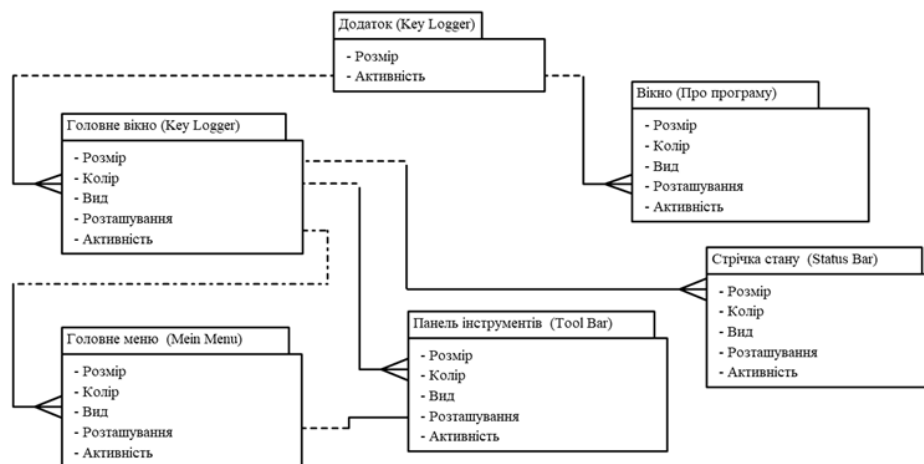 Додаток (Key Logger)
- Розмір
- Активність
Вікно (Про програму)
- Розмір
- Колір
- Вид
- Розташування
- Активність
Головне вікно (Key Logger)
- Розмір
- Колір
- Вид
- Розташування
- Активність
Стрічка стану (Status Bar)
- Розмір
- Колір
- Вид
- Розташування
- Активність
Панель інструментів (Tool Bar)
- Розмір
- Колір
- Вид
- Розташування
- Активність
Головне меню (Mein Menu)
- Розмір
- Колір
- Вид
- Розташування
- Активність